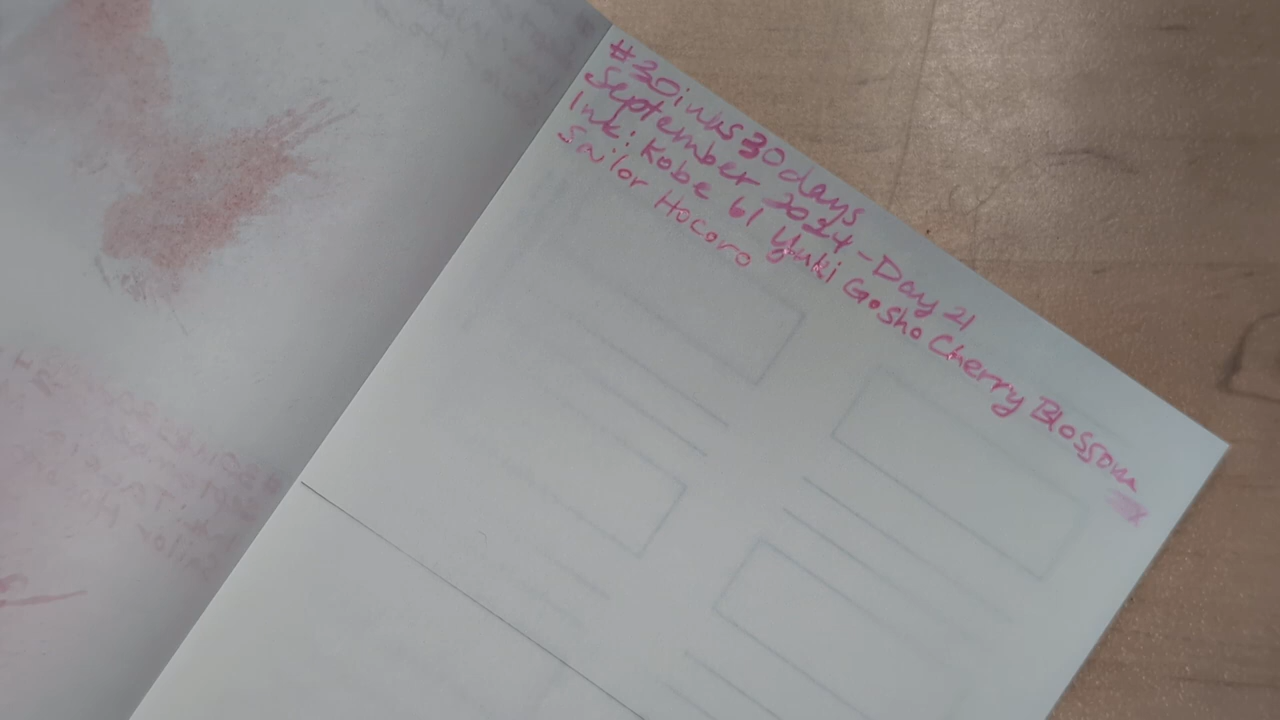 #30inks30days
September 2024 - Day 21
Ink: Kobe 61 Yuki Gosho Cherry Blossom
Sailor Hocoro